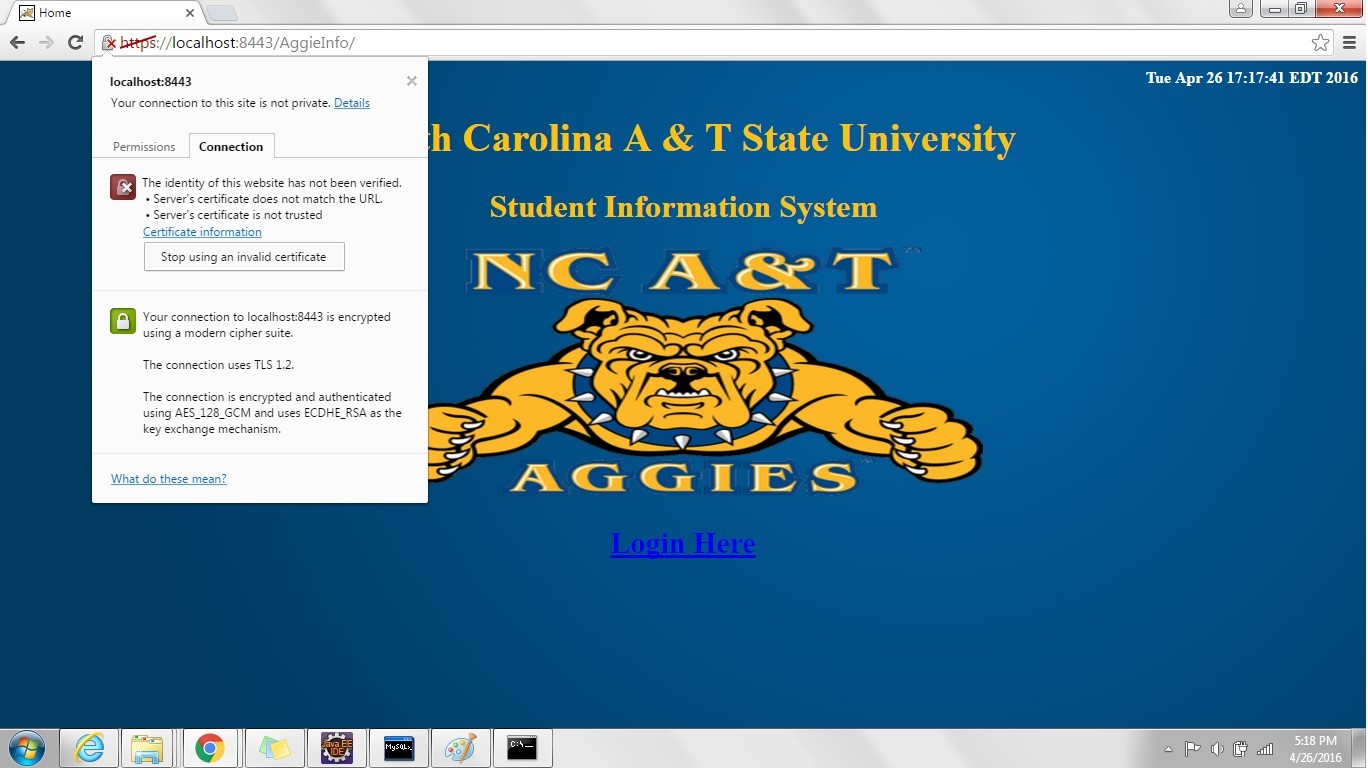 Home
https://localhost:8443/AggieInfo/
localhost:8443
Your connection to this site is not private. Details
Permissions
Connection
The identity of this website has not been verified.
• Server's certificate does not match the URL.
• Server's certificate is not trusted
Certificate information
Stop using an invalid certificate
Your connection to localhost:8443 is encrypted
using a modern cipher suite.
The connection uses TLS 1.2.
The connection is encrypted and authenticated
using AES_128_GCM and uses ECDHE_RSA as the
key exchange mechanism.
What do these mean?
Tue Apr 26 17:17:41 EDT 2016
th Carolina A & T State University
Student Information System
NC A&T
AGGIES
Login Here
Java EE
IDE
C:\
5:18 PM
4/26/2016